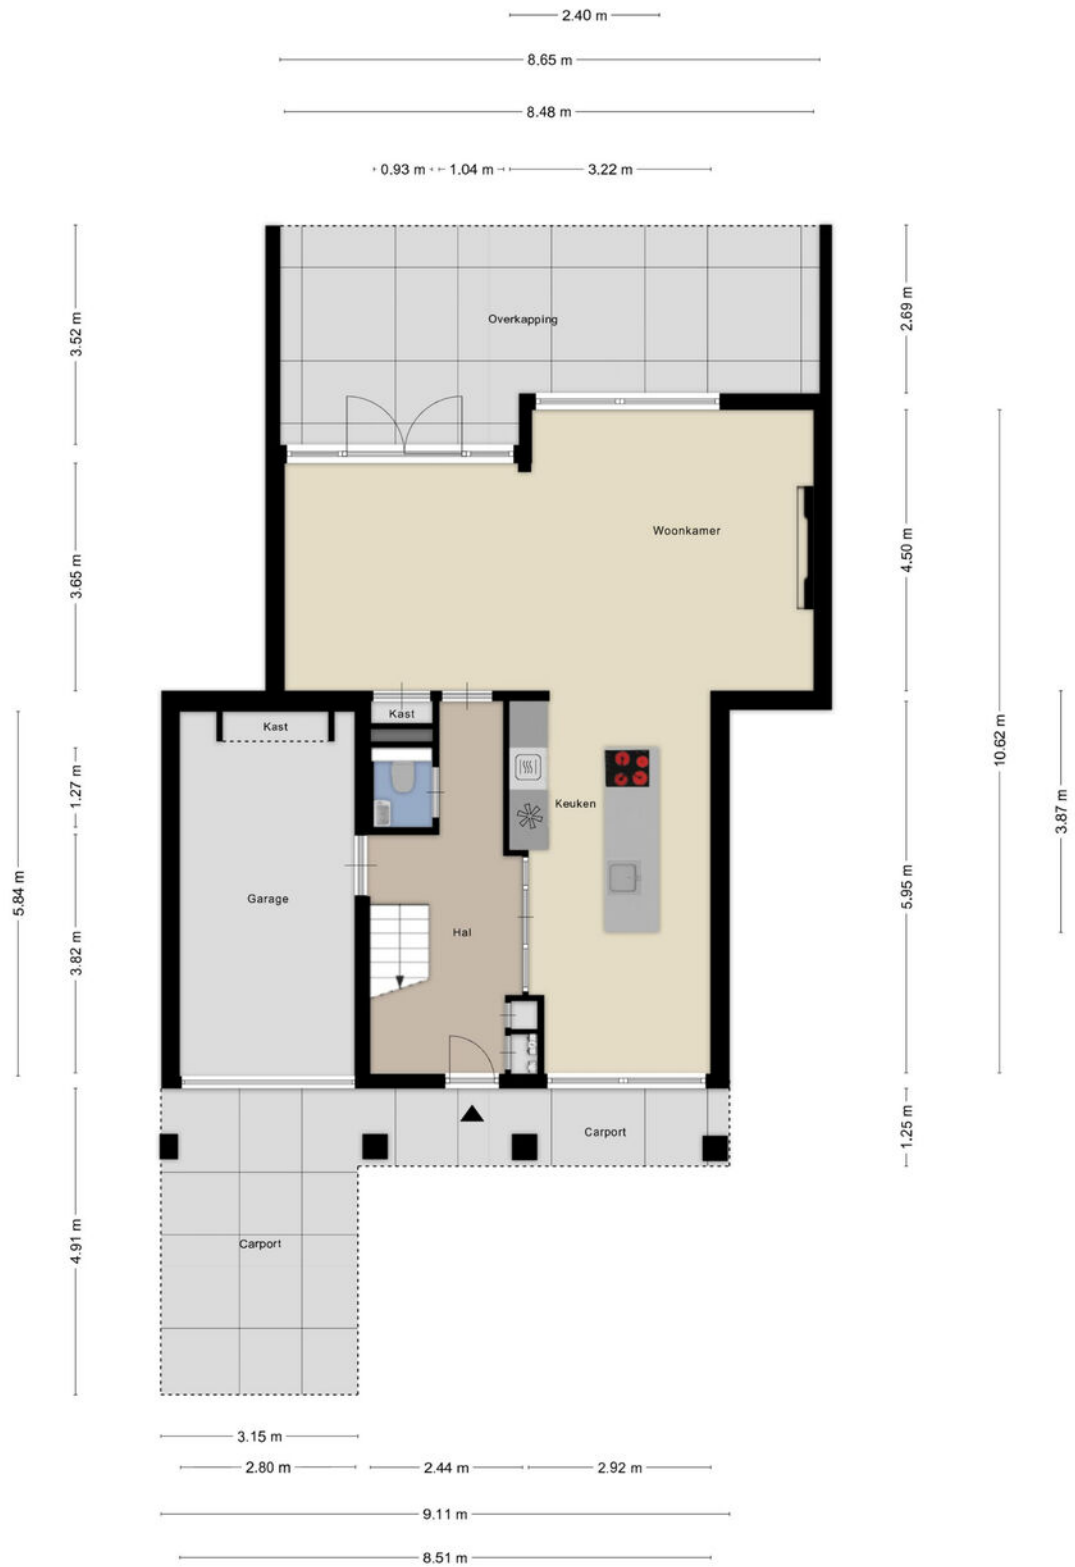 2.40 m
8.65 m
8.48 m
0.93 m
1.04 m
3.22 m
3.52 m
2.69 m
Overkapping
Woonkamer
3.65 m
4.50 m
Kast
Kast
10.62 m
1.27 m
Keuken
3.87 m
5.84 m
Garage
5.95 m
Hal
3.82 m
Carport
1.25 m
4.91 m
Carport
3.15 m
2.80 m
2.44 m
2.92 m
9.11 m
8.51 m